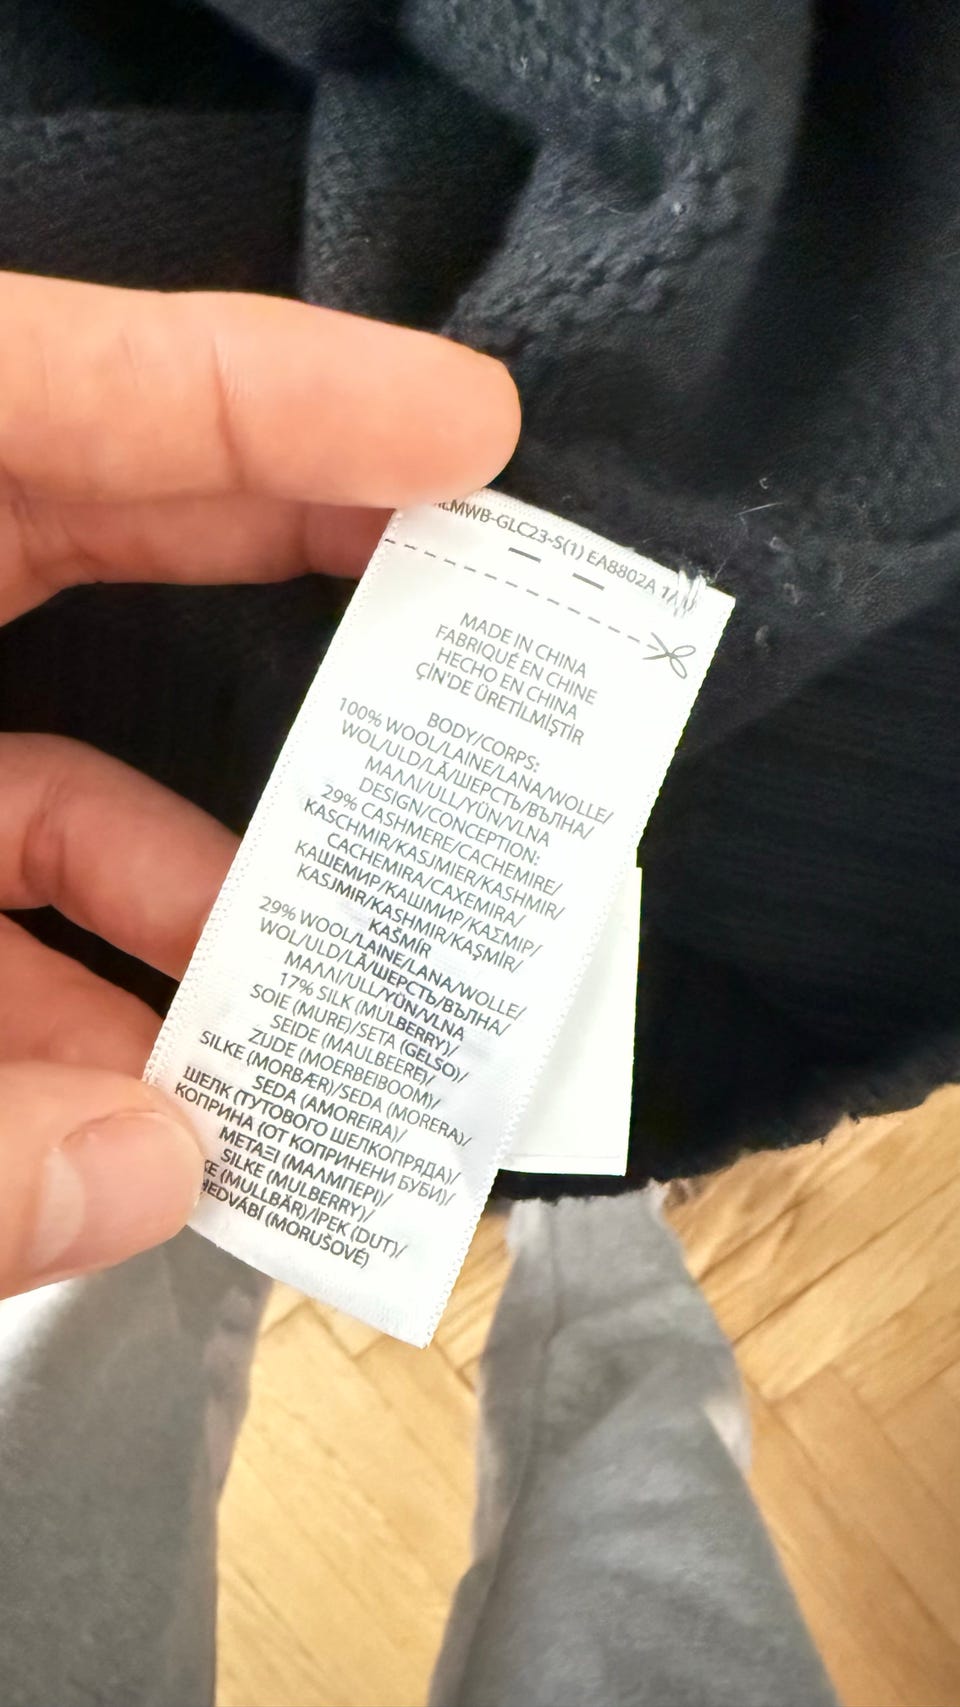 MWB-GLC23-S(1) EA8802A
MADE IN CHINA
FABRIQUÉ EN CHINE
HECHO EN CHINA
ÇİN'DE ÜRETİLMİŞTİR
BODY/CORPS:
100% WOOL/LAINE/LANA/WOLLE/
WOL/ULD/LÃ/ШЕРСТЬ/ВЪЛНА/
ΜΑΛΛΙ/ULL/YÜN/VLNA
DESIGN/CONCEPTION:
29% CASHMERE/CACHEMIRE/
KASCHMIR/KASJMIER/KASHMIR/
CACHEMIRA/CAXEMIRA/
КАШЕМИР/КАШМИР/ΚΑΣΜΙΡ/
KASJMIR/KASHMIR/KAŞMİR/
KAŠMÍR
29% WOOL/LAINE/LANA/WOLLE/
WOL/ULD/LÃ/ШЕРСТЬ/ВЪЛНА/
ΜΑΛΛΙ/ULL/YÜN/VLNA
17% SILK (MULBERRY)/
SOIE (MURE)/SETA (GELSO)/
SEIDE (MAULBEERE)/
ZIJDE (MOERBEIBOOM)/
SILKE (MORBÆR)/SEDA (MORERA)/
SEDA (AMOREIRA)/
ШЕЛК (ТУТОВОГО ШЕЛКОПРЯДА)/
КОПРИНА (ОТ КОПРИНЕНИ БУБИ)/
ΜΕΤΑΞΙ (ΜΑΛΜΠΕΡΙ)/
SILKE (MULBERRY)/
(MULLBÄR)/İPEK (DUT)/
HEDVÁBÍ (MORUŠOVÉ)